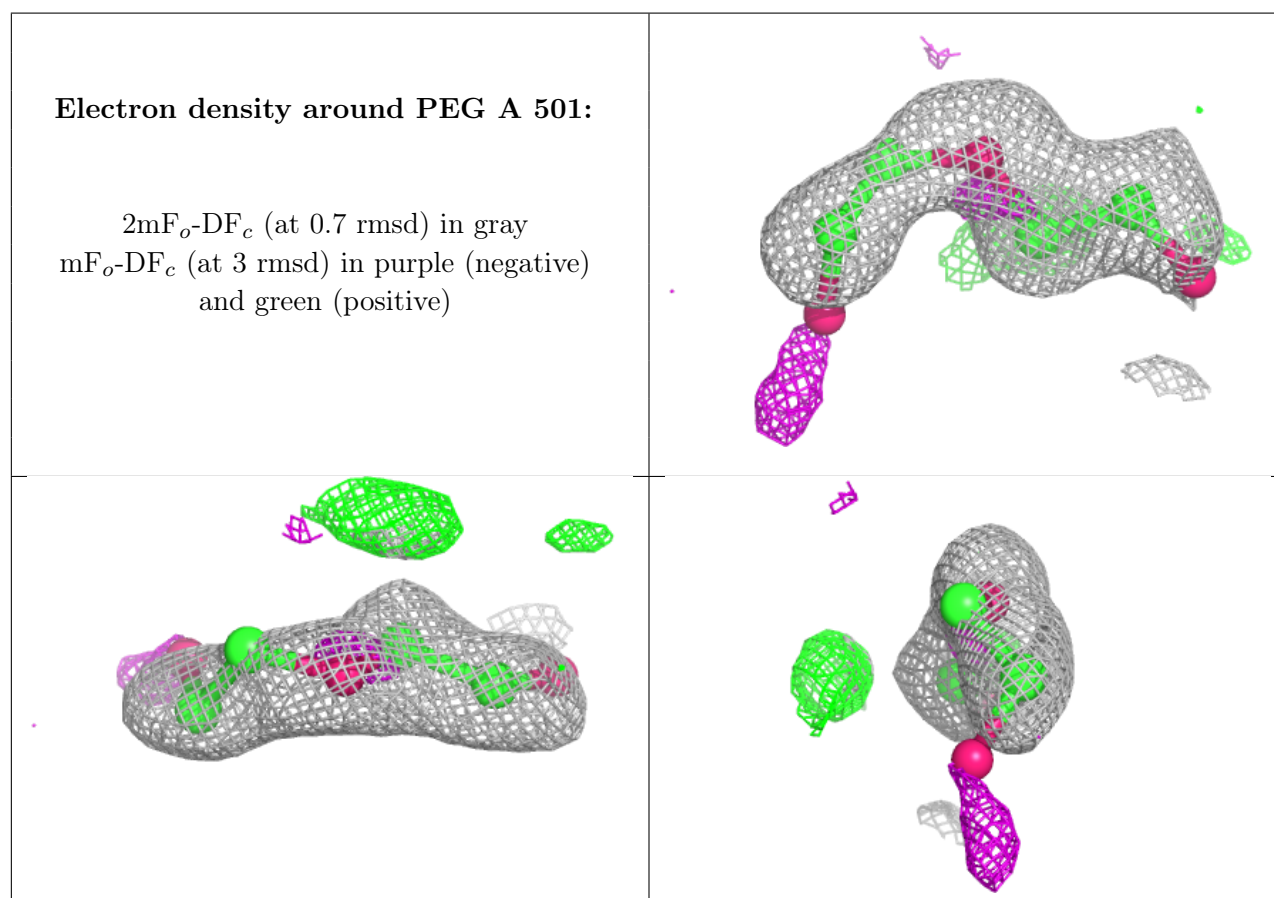 Electron density around PEG A 501:
2mFo-DFc (at 0.7 rmsd) in gray
mFo-DFc (at 3 rmsd) in purple (negative)
and green (positive)